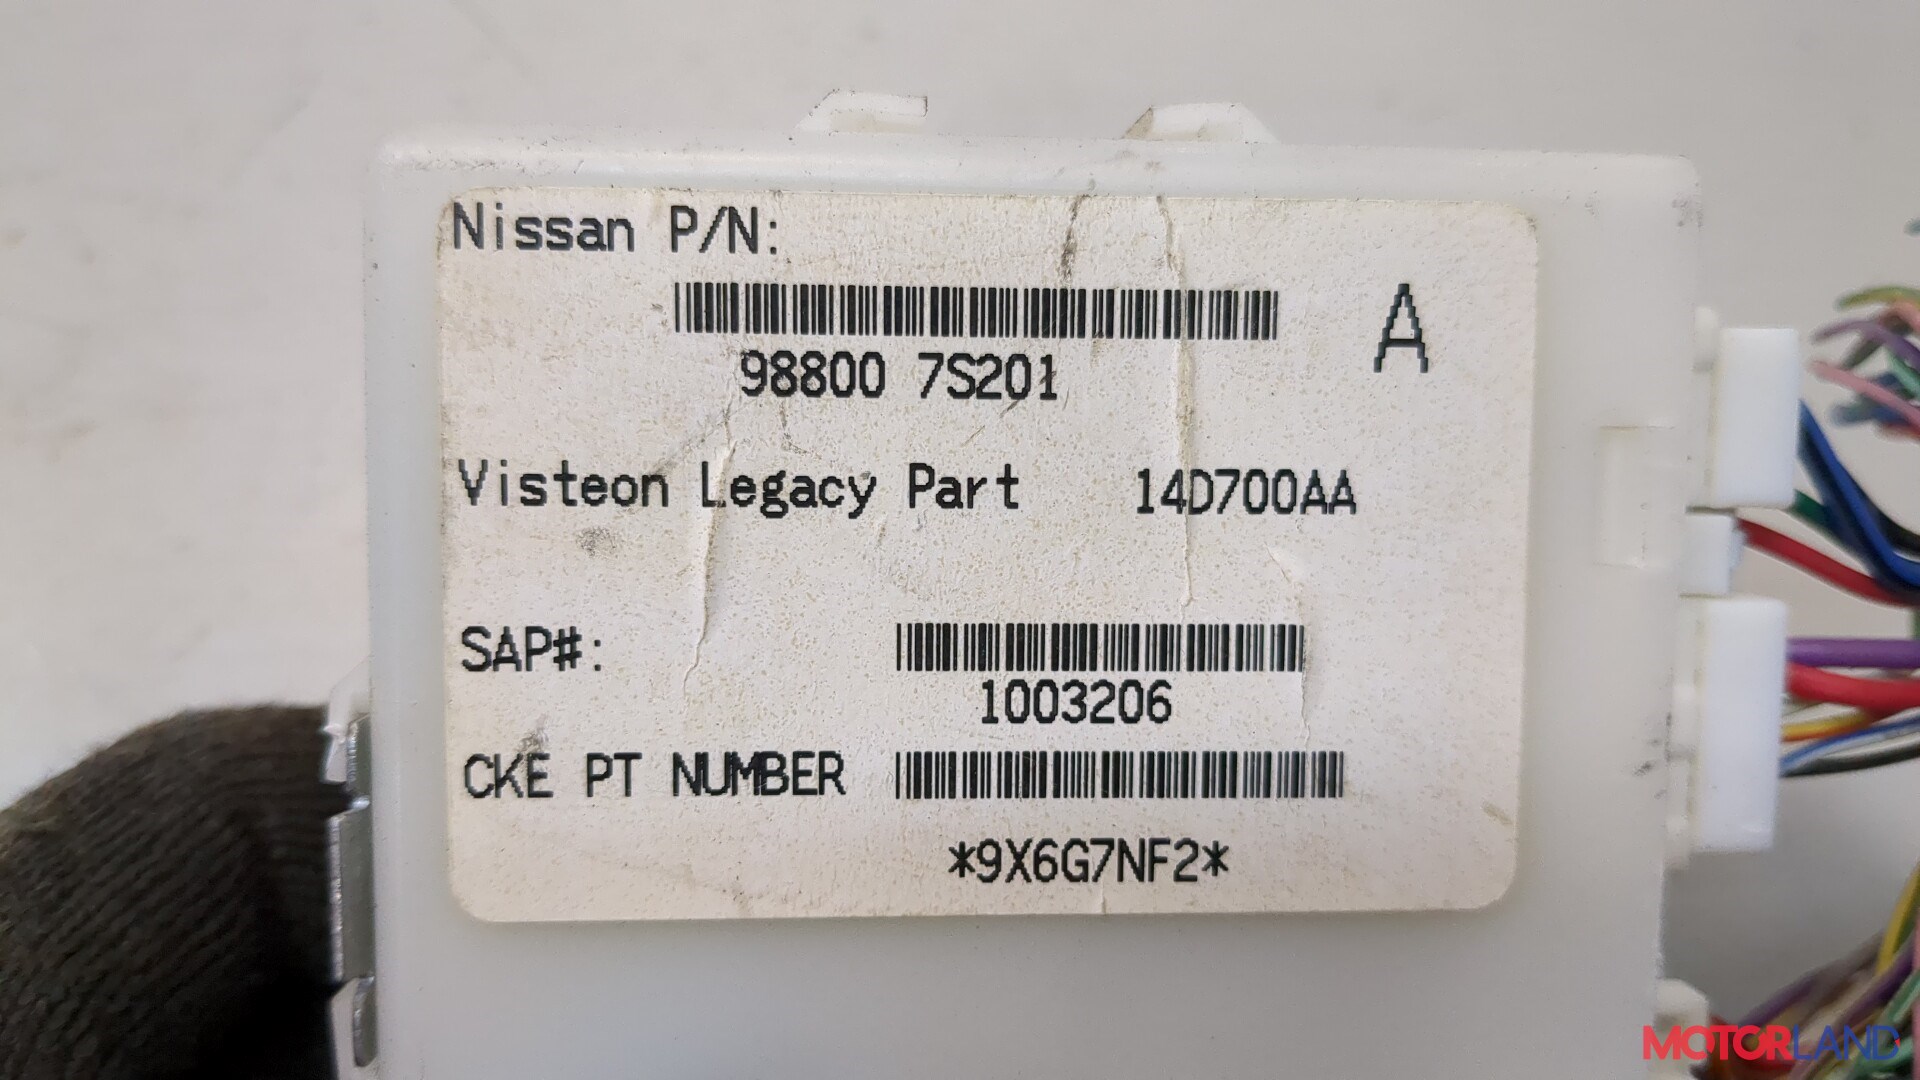 Nissan P/N:
A
98800 7S201
Visteon Legacy Part 14D700AA
SAP#:
1003206
CKE PT NUMBER
*9X6G7NF2*
MOTORLAND